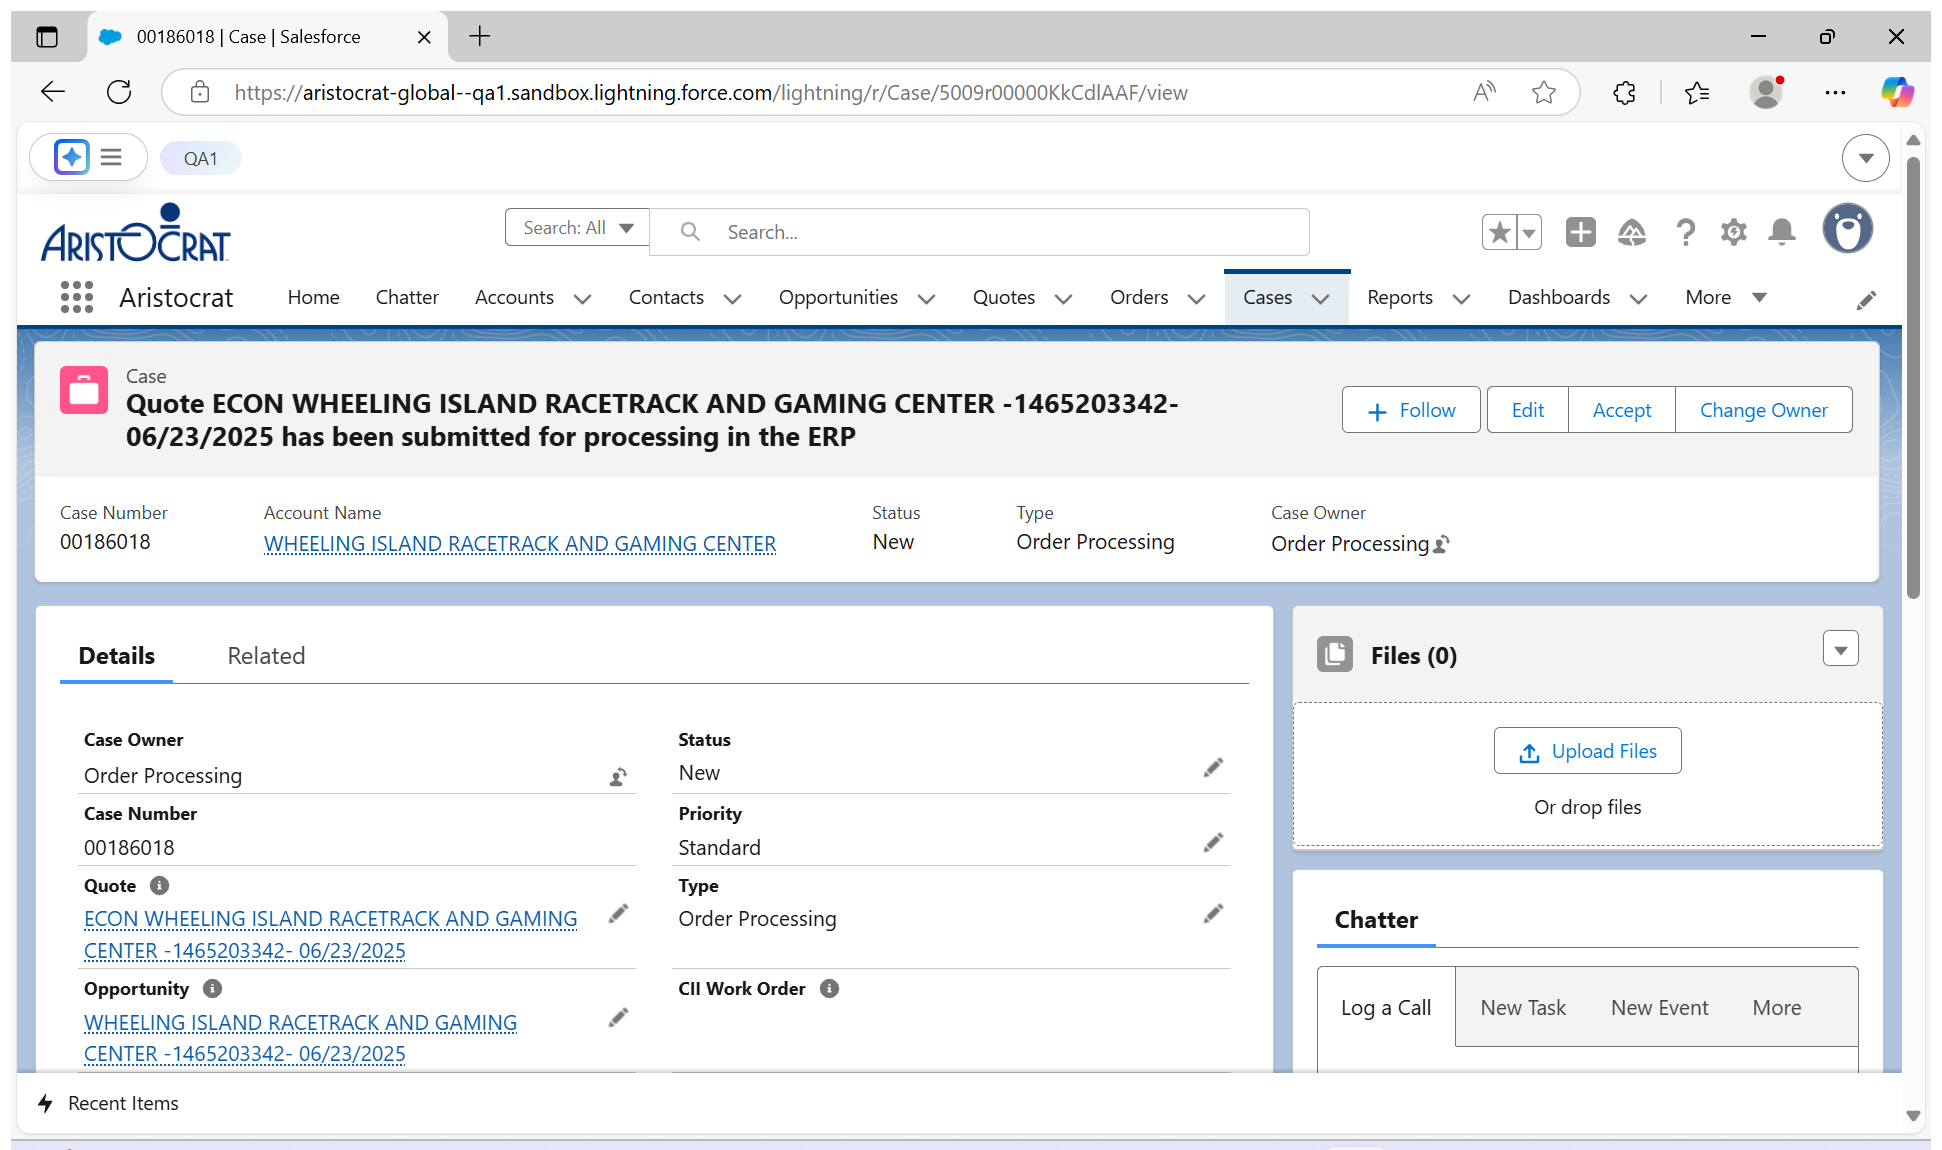 00186018 | Case | Salesforce
https://aristocrat-global--qa1.sandbox.lightning.force.com/lightning/r/Case/5009r00000KkCdlAAF/view
QA1
ARISTOCRAT
Search: All
Search...
Aristocrat
Home
Chatter
Accounts
Contacts
Opportunities
Quotes
Orders
Cases
Reports
Dashboards
More
Case
Quote ECON WHEELING ISLAND RACETRACK AND GAMING CENTER -1465203342-
06/23/2025 has been submitted for processing in the ERP
Follow
Edit
Accept
Change Owner
Case Number
00186018
Account Name
WHEELING ISLAND RACETRACK AND GAMING CENTER
Status
New
Type
Order Processing
Case Owner
Order Processing
Details
Related
Case Owner
Order Processing
Status
New
Case Number
00186018
Priority
Standard
Quote
ECON WHEELING ISLAND RACETRACK AND GAMING
CENTER -1465203342- 06/23/2025
Type
Order Processing
Opportunity
WHEELING ISLAND RACETRACK AND GAMING
CENTER -1465203342- 06/23/2025
CII Work Order
Files (0)
Upload Files
Or drop files
Chatter
Log a Call
New Task
New Event
More
Recent Items